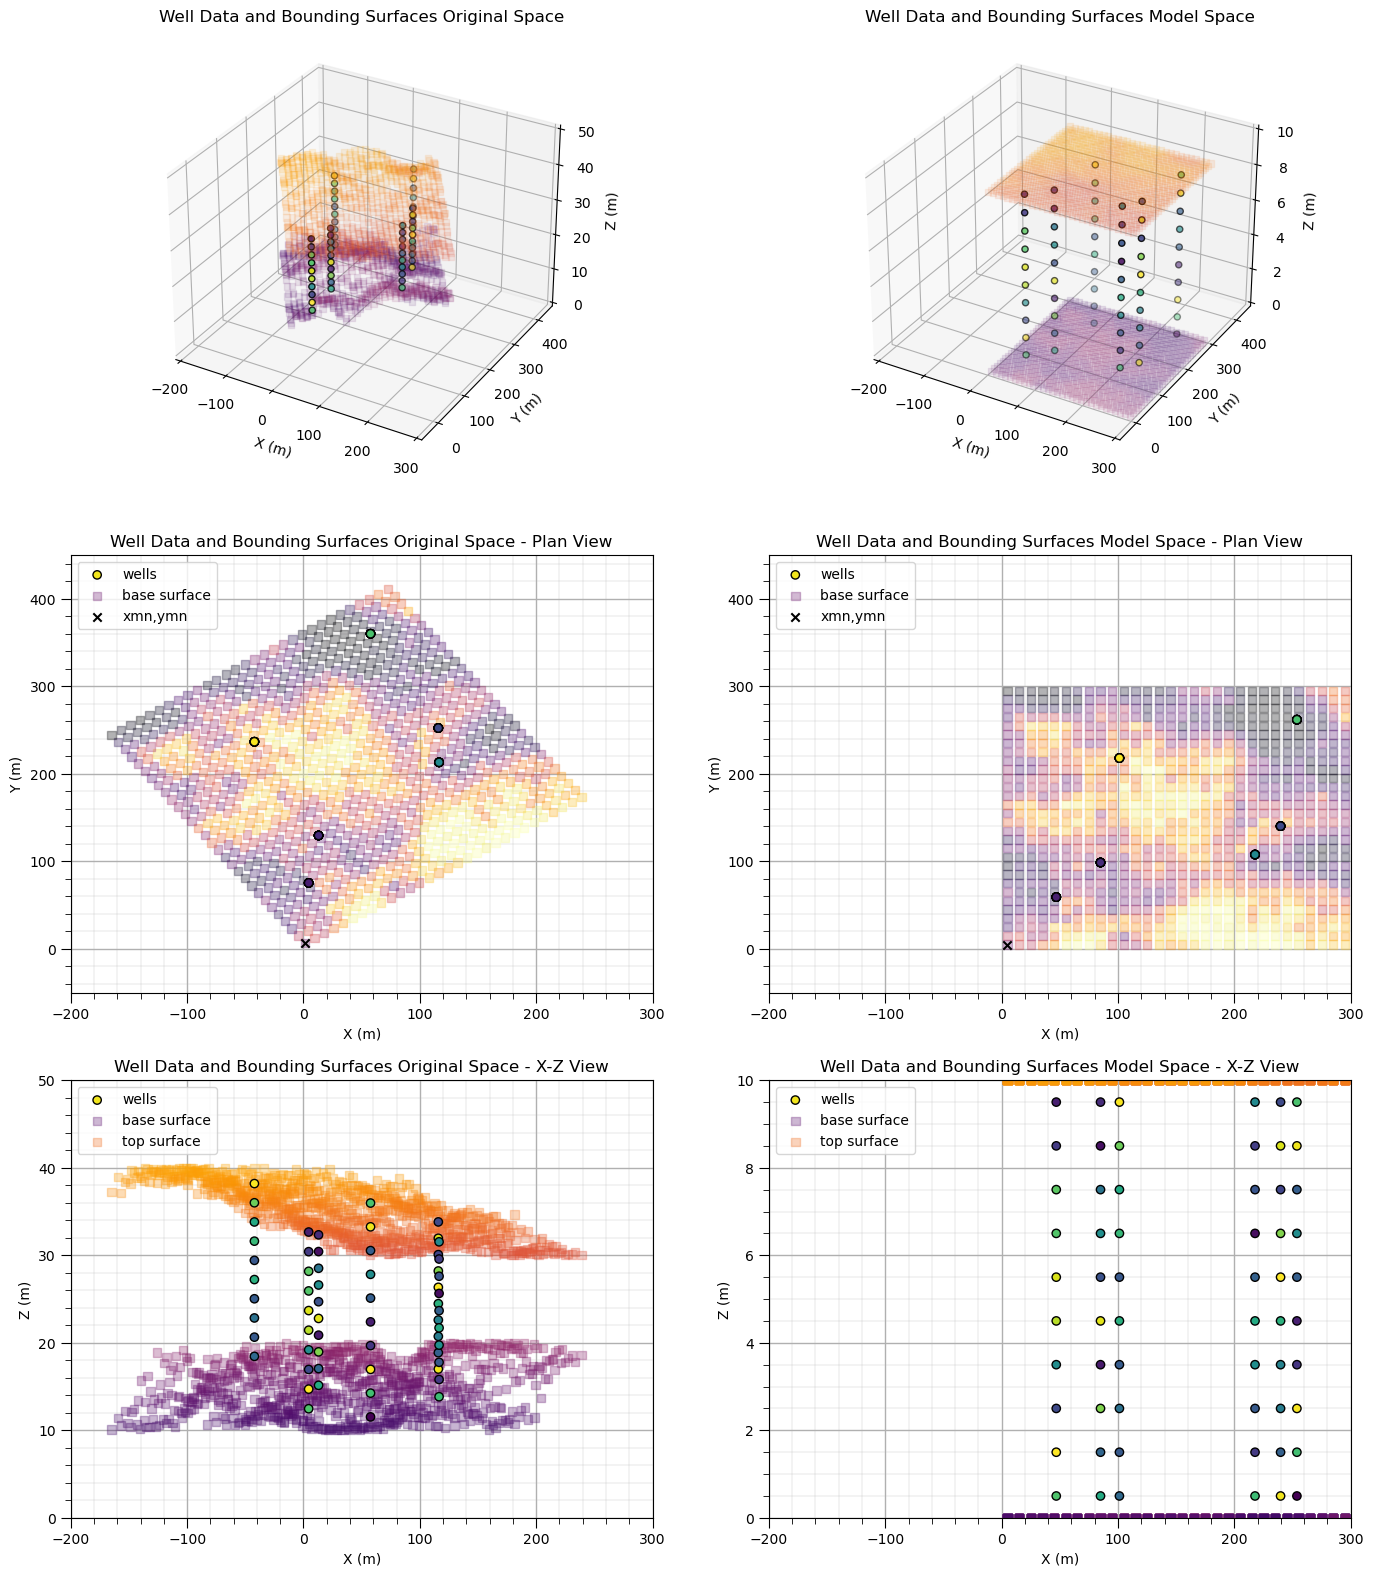 Well Data and Bounding Surfaces Original Space
Well Data and Bounding Surfaces Model Space
50
40
30
20
10
0
Z (m)
−200
−100
0
100
200
300
X (m)
0
100
200
300
400
Y (m)
10
8
6
4
2
0
Z (m)
−200
−100
0
100
200
300
X (m)
0
100
200
300
400
Y (m)
Well Data and Bounding Surfaces Original Space - Plan View
wells
base surface
xmn,ymn
400
300
200
100
0
Y (m)
−200
−100
0
100
200
300
X (m)
Well Data and Bounding Surfaces Model Space - Plan View
wells
base surface
xmn,ymn
400
300
200
100
0
Y (m)
−200
−100
0
100
200
300
X (m)
Well Data and Bounding Surfaces Original Space - X-Z View
wells
base surface
top surface
50
40
30
20
10
0
Z (m)
−200
−100
0
100
200
300
X (m)
Well Data and Bounding Surfaces Model Space - X-Z View
wells
base surface
top surface
10
8
6
4
2
0
Z (m)
−200
−100
0
100
200
300
X (m)